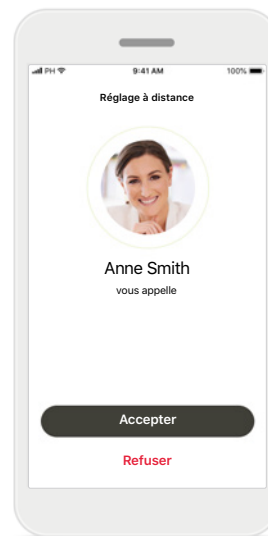 PH 9:41 AM 100%
Réglage à distance
Anne Smith
vous appelle
Accepter
Refuser